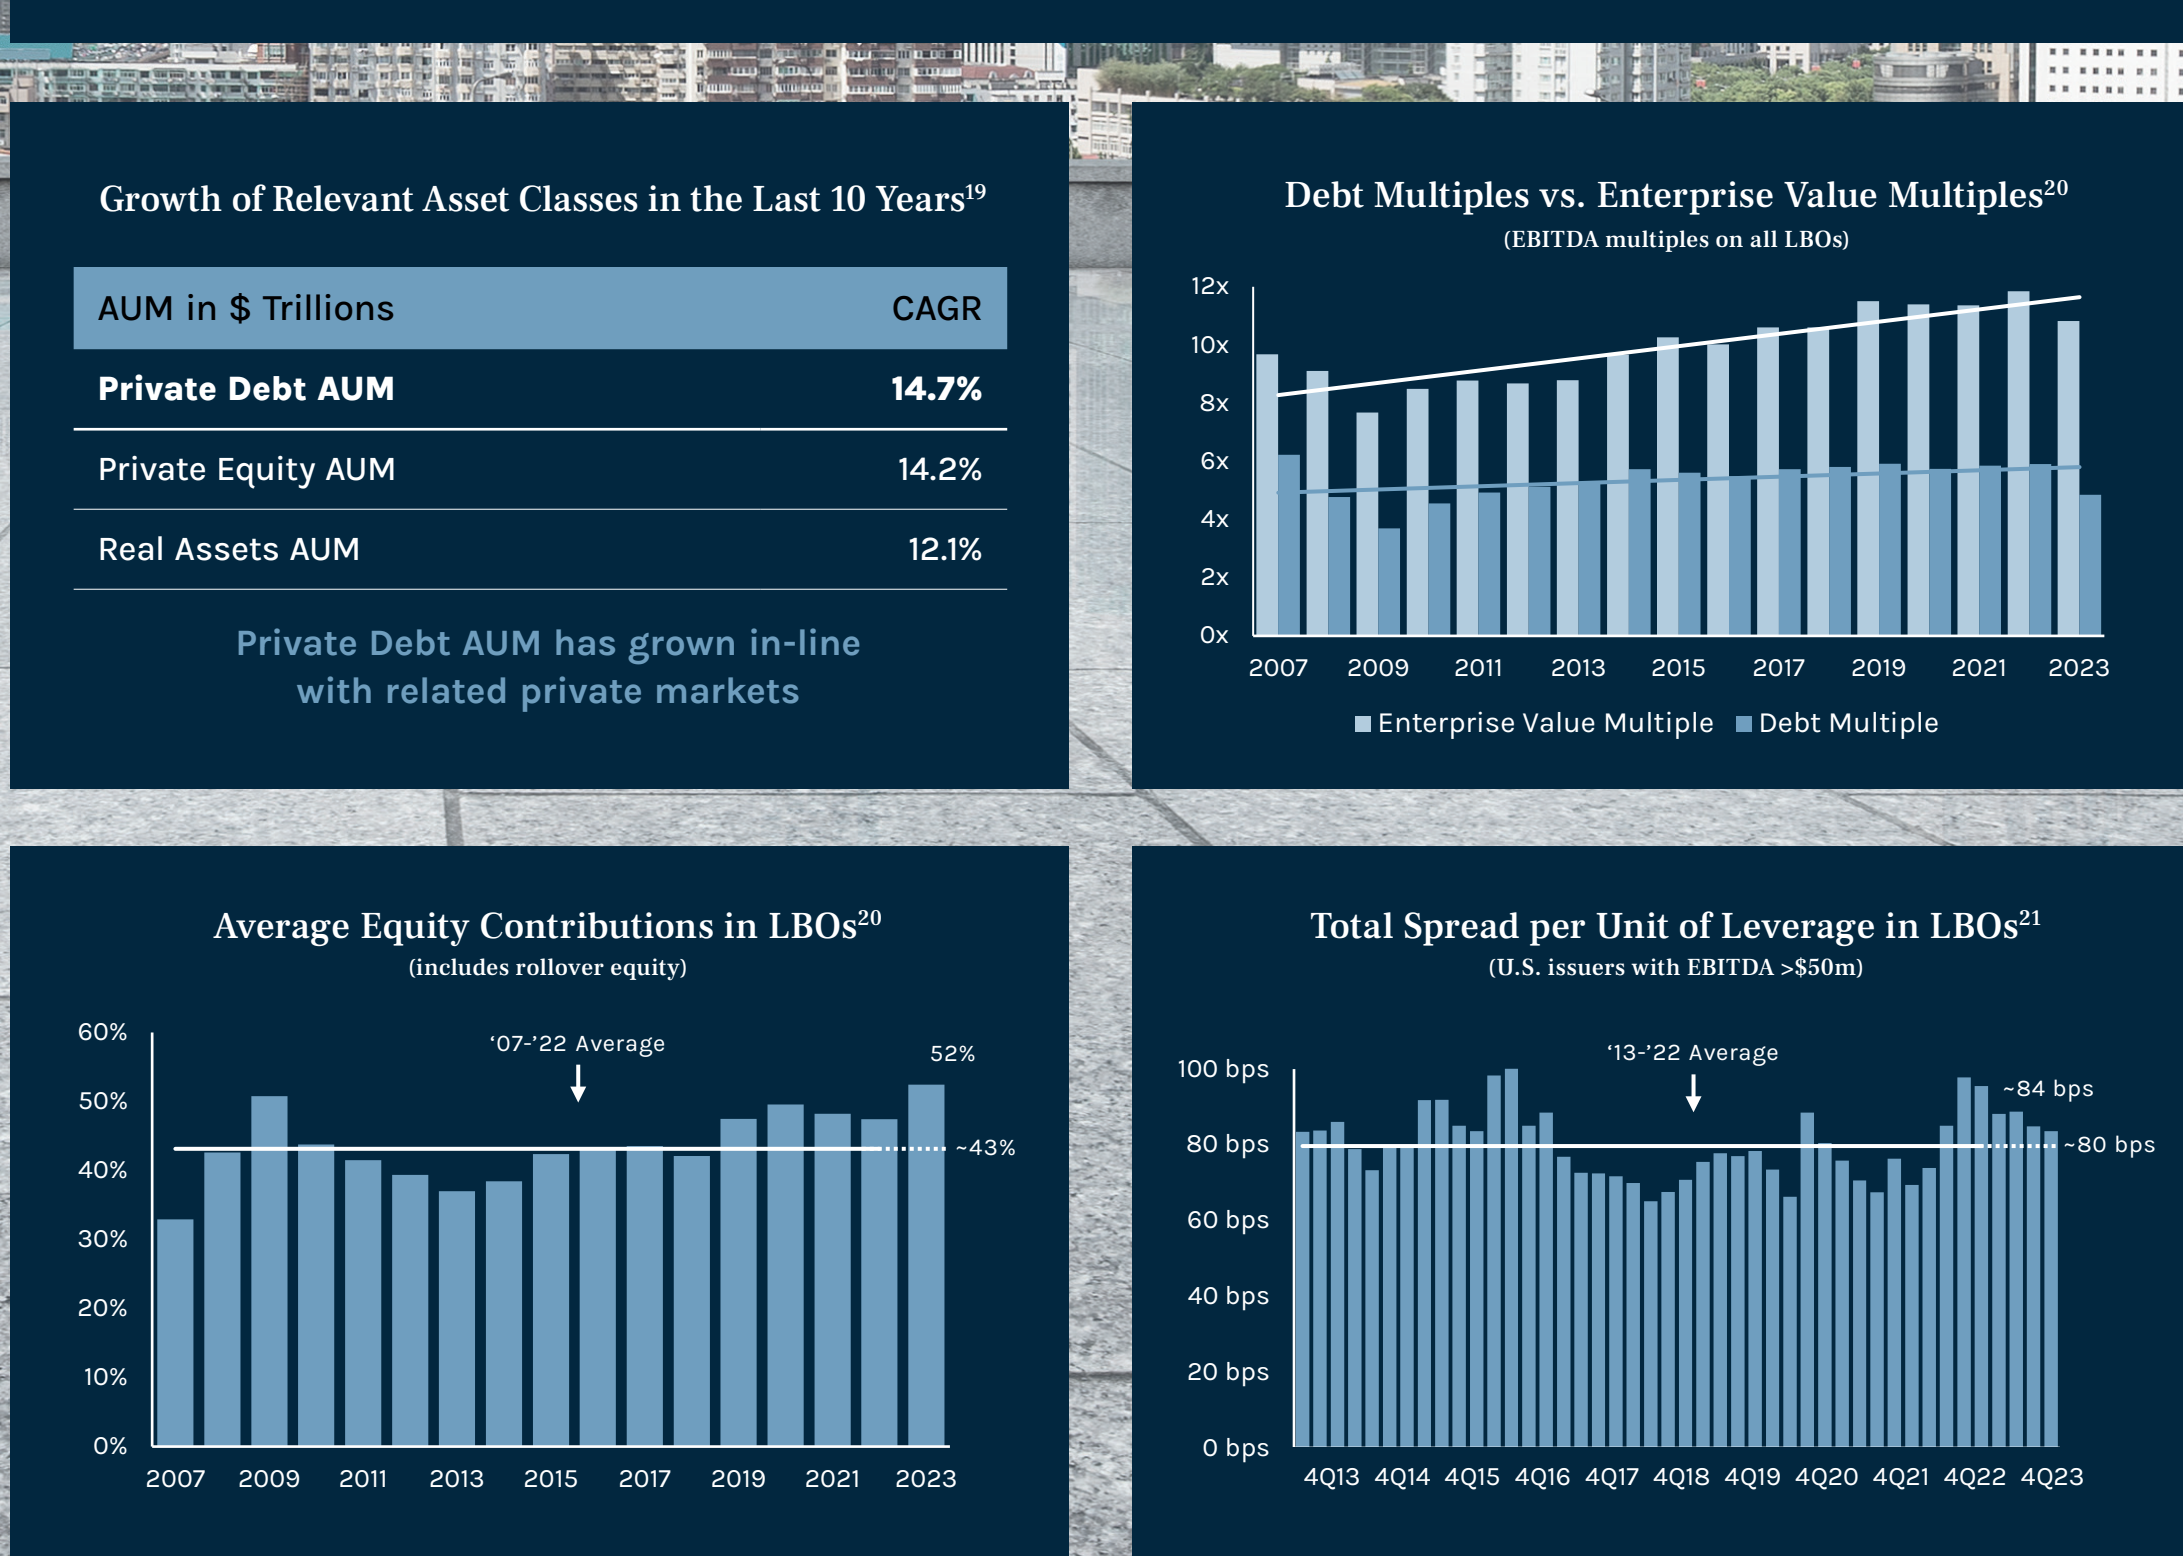 Growth of Relevant Asset Classes in the Last 10 Years19
AUM in $ Trillions CAGR
Private Debt AUM 14.7%
Private Equity AUM 14.2%
Real Assets AUM 12.1%
Private Debt AUM has grown in-line
with related private markets
Debt Multiples vs. Enterprise Value Multiples20
(EBITDA multiples on all LBOs)
12x
10x
8x
6x
4x
2x
0x
2007 2009 2011 2013 2015 2017 2019 2021 2023
Enterprise Value Multiple Debt Multiple
Average Equity Contributions in LBOs20
(includes rollover equity)
60%
‘07-’22 Average
52%
50%
~43%
40%
30%
20%
10%
0%
2007 2009 2011 2013 2015 2017 2019 2021 2023
Total Spread per Unit of Leverage in LBOs21
(U.S. issuers with EBITDA >$50m)
‘13-’22 Average
100 bps
~84 bps
80 bps
~80 bps
60 bps
40 bps
20 bps
0 bps
4Q13 4Q14 4Q15 4Q16 4Q17 4Q18 4Q19 4Q20 4Q21 4Q22 4Q23